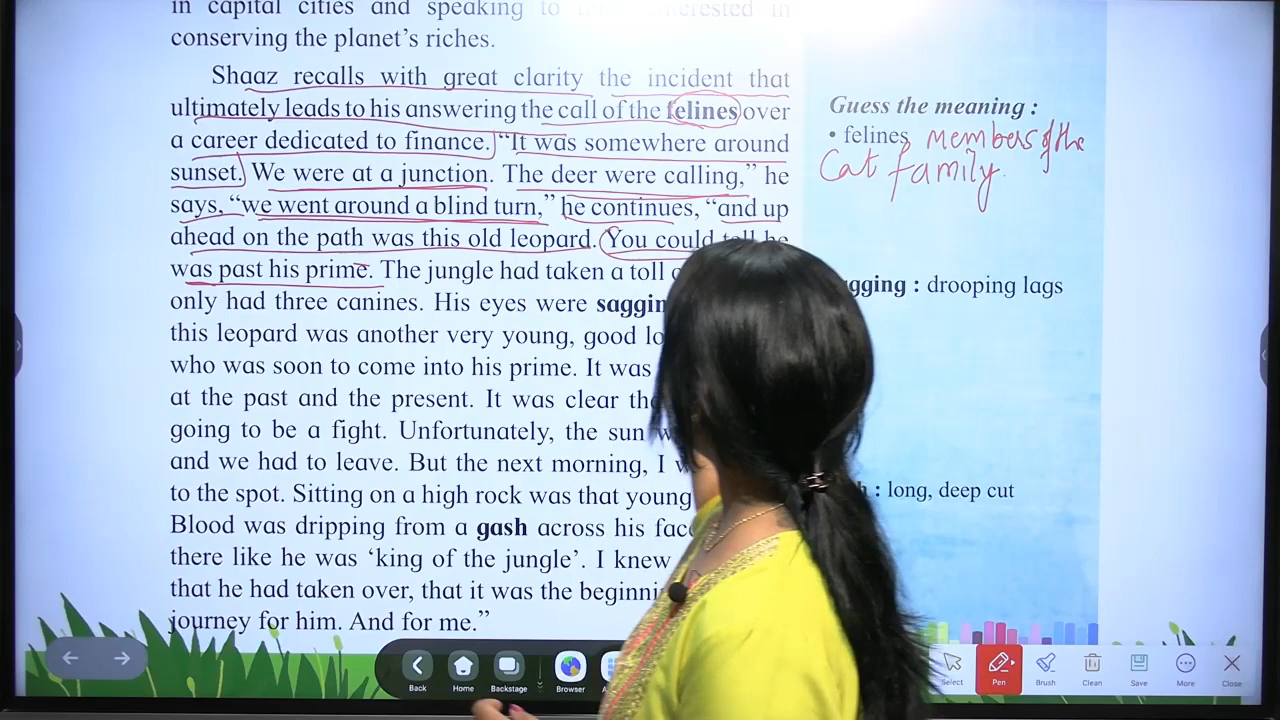 in capital cities and speaking to in
conserving the planet's riches.
Shaaz recalls with great clarity the incident that
ultimately leads to his answering the call of the felines over
a career dedicated to finance. "It was somewhere around
sunset. We were at a junction. The deer were calling," he
says, "we went around a blind turn," he continues, "and up
ahead on the path was this old leopard. You could tell he
was past his prime. The jungle had taken a toll
only had three canines. His eyes were
this leopard was another very young, good
who was soon to come into his prime. It was
at the past and the present. It was clear
going to be a fight. Unfortunately, the sun
and we had to leave. But the next morning, I
to the spot. Sitting on a high rock was that young
Blood was dripping from a gash across his
there like he was 'king of the jungle'. I knew
that he had taken over, that it was the
journey for him. And for me."
Guess the meaning :
• felines members of the
Cat family.
: drooping lags
: long, deep cut
Back Home Backstage Browser
Select Pen Brush Clean Save More Close